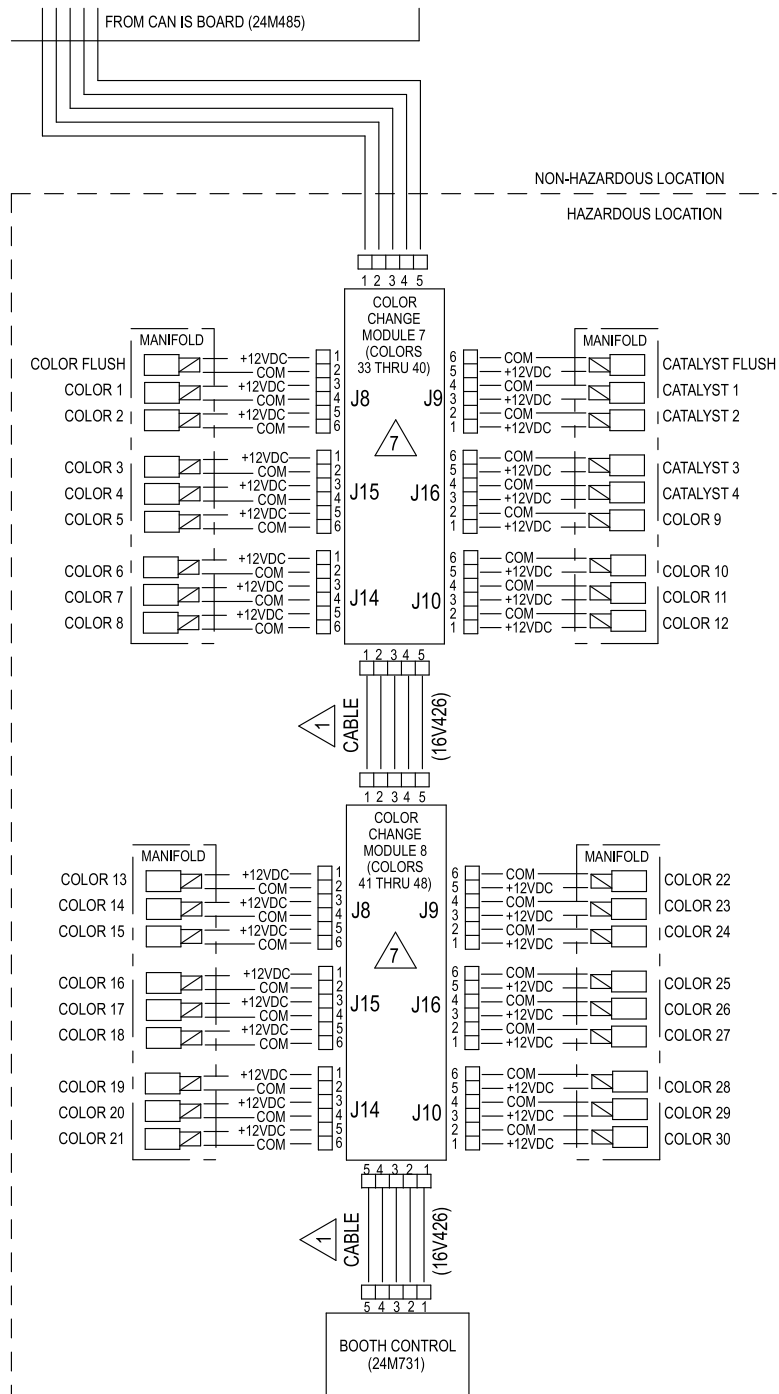 FROM CAN IS BOARD (24M485)
NON-HAZARDOUS LOCATION
HAZARDOUS LOCATION
1 2 3 4 5
COLOR
CHANGE
MODULE 7
(COLORS
33 THRU 40)
MANIFOLD
MANIFOLD
COLOR FLUSH +12VDC 1 6 COM CATALYST FLUSH
COM 2 5 +12VDC
COLOR 1 +12VDC 3 J8 J9 4 COM CATALYST 1
COM 4 3 +12VDC
COLOR 2 +12VDC 5 2 COM CATALYST 2
COM 6 1 +12VDC
7
COLOR 3 +12VDC 1 6 COM CATALYST 3
COM 2 5 +12VDC
COLOR 4 +12VDC 3 J15 J16 4 COM CATALYST 4
COM 4 3 +12VDC
COLOR 5 +12VDC 5 2 COM COLOR 9
COM 6 1 +12VDC
COLOR 6 +12VDC 1 6 COM COLOR 10
COM 2 5 +12VDC
COLOR 7 +12VDC 3 J14 J10 4 COM COLOR 11
COM 4 3 +12VDC
COLOR 8 +12VDC 5 2 COM COLOR 12
COM 6 1 +12VDC
1 2 3 4 5
1 CABLE (16V426)
1 2 3 4 5
COLOR
CHANGE
MODULE 8
(COLORS
41 THRU 48)
MANIFOLD
MANIFOLD
COLOR 13 +12VDC 1 6 COM COLOR 22
COM 2 5 +12VDC
COLOR 14 +12VDC 3 J8 J9 4 COM COLOR 23
COM 4 3 +12VDC
COLOR 15 +12VDC 5 2 COM COLOR 24
COM 6 1 +12VDC
7
COLOR 16 +12VDC 1 6 COM COLOR 25
COM 2 5 +12VDC
COLOR 17 +12VDC 3 J15 J16 4 COM COLOR 26
COM 4 3 +12VDC
COLOR 18 +12VDC 5 2 COM COLOR 27
COM 6 1 +12VDC
COLOR 19 +12VDC 1 6 COM COLOR 28
COM 2 5 +12VDC
COLOR 20 +12VDC 3 J14 J10 4 COM COLOR 29
COM 4 3 +12VDC
COLOR 21 +12VDC 5 2 COM COLOR 30
COM 6 1 +12VDC
5 4 3 2 1
1 CABLE (16V426)
5 4 3 2 1
BOOTH CONTROL
(24M731)